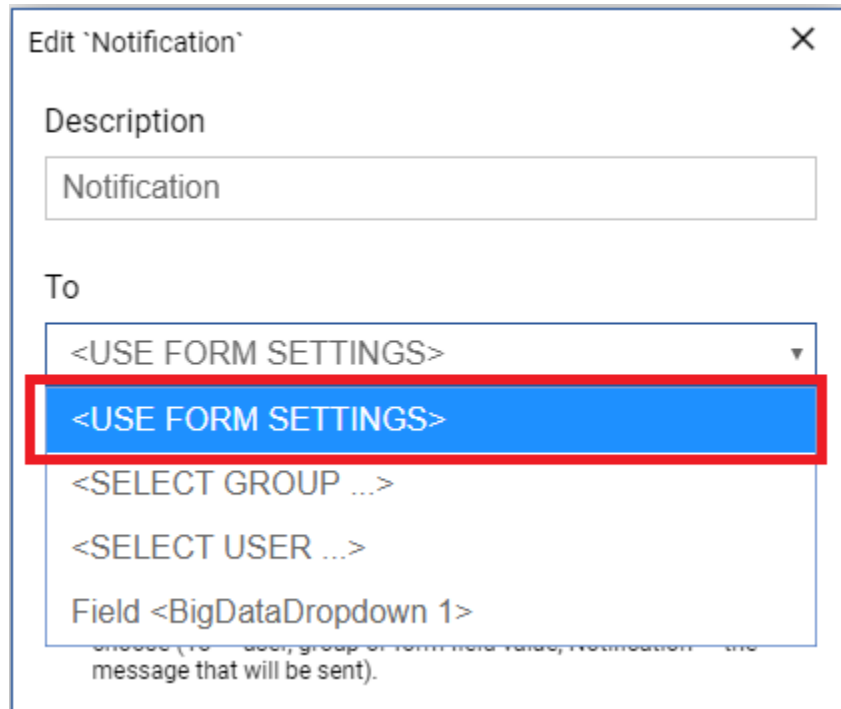 Edit `Notification`
Description
Notification
To
<USE FORM SETTINGS>
<USE FORM SETTINGS>
<SELECT GROUP ...>
<SELECT USER ...>
Field <BigDataDropdown 1>
message that will be sent).